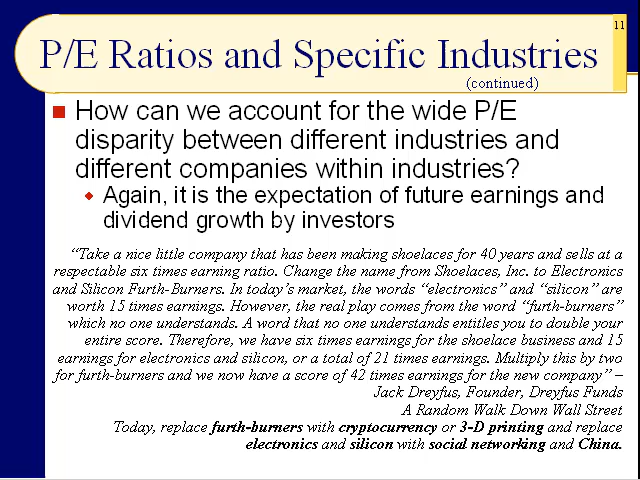 11
P/E Ratios and Specific Industries
(continued)
How can we account for the wide P/E
disparity between different industries and
different companies within industries?
Again, it is the expectation of future earnings and
dividend growth by investors
“Take a nice little company that has been making shoelaces for 40 years and sells at a
respectable six times earning ratio. Change the name from Shoelaces, Inc. to Electronics
and Silicon Furth-Burners. In today’s market, the words “electronics” and “silicon” are
worth 15 times earnings. However, the real play comes from the word “furth-burners”
which no one understands. A word that no one understands entitles you to double your
entire score. Therefore, we have six times earnings for the shoelace business and 15
earnings for electronics and silicon, or a total of 21 times earnings. Multiply this by two
for furth-burners and we now have a score of 42 times earnings for the new company” –
Jack Dreyfus, Founder, Dreyfus Funds
A Random Walk Down Wall Street
Today, replace furth-burners with cryptocurrency or 3-D printing and replace
electronics and silicon with social networking and China.